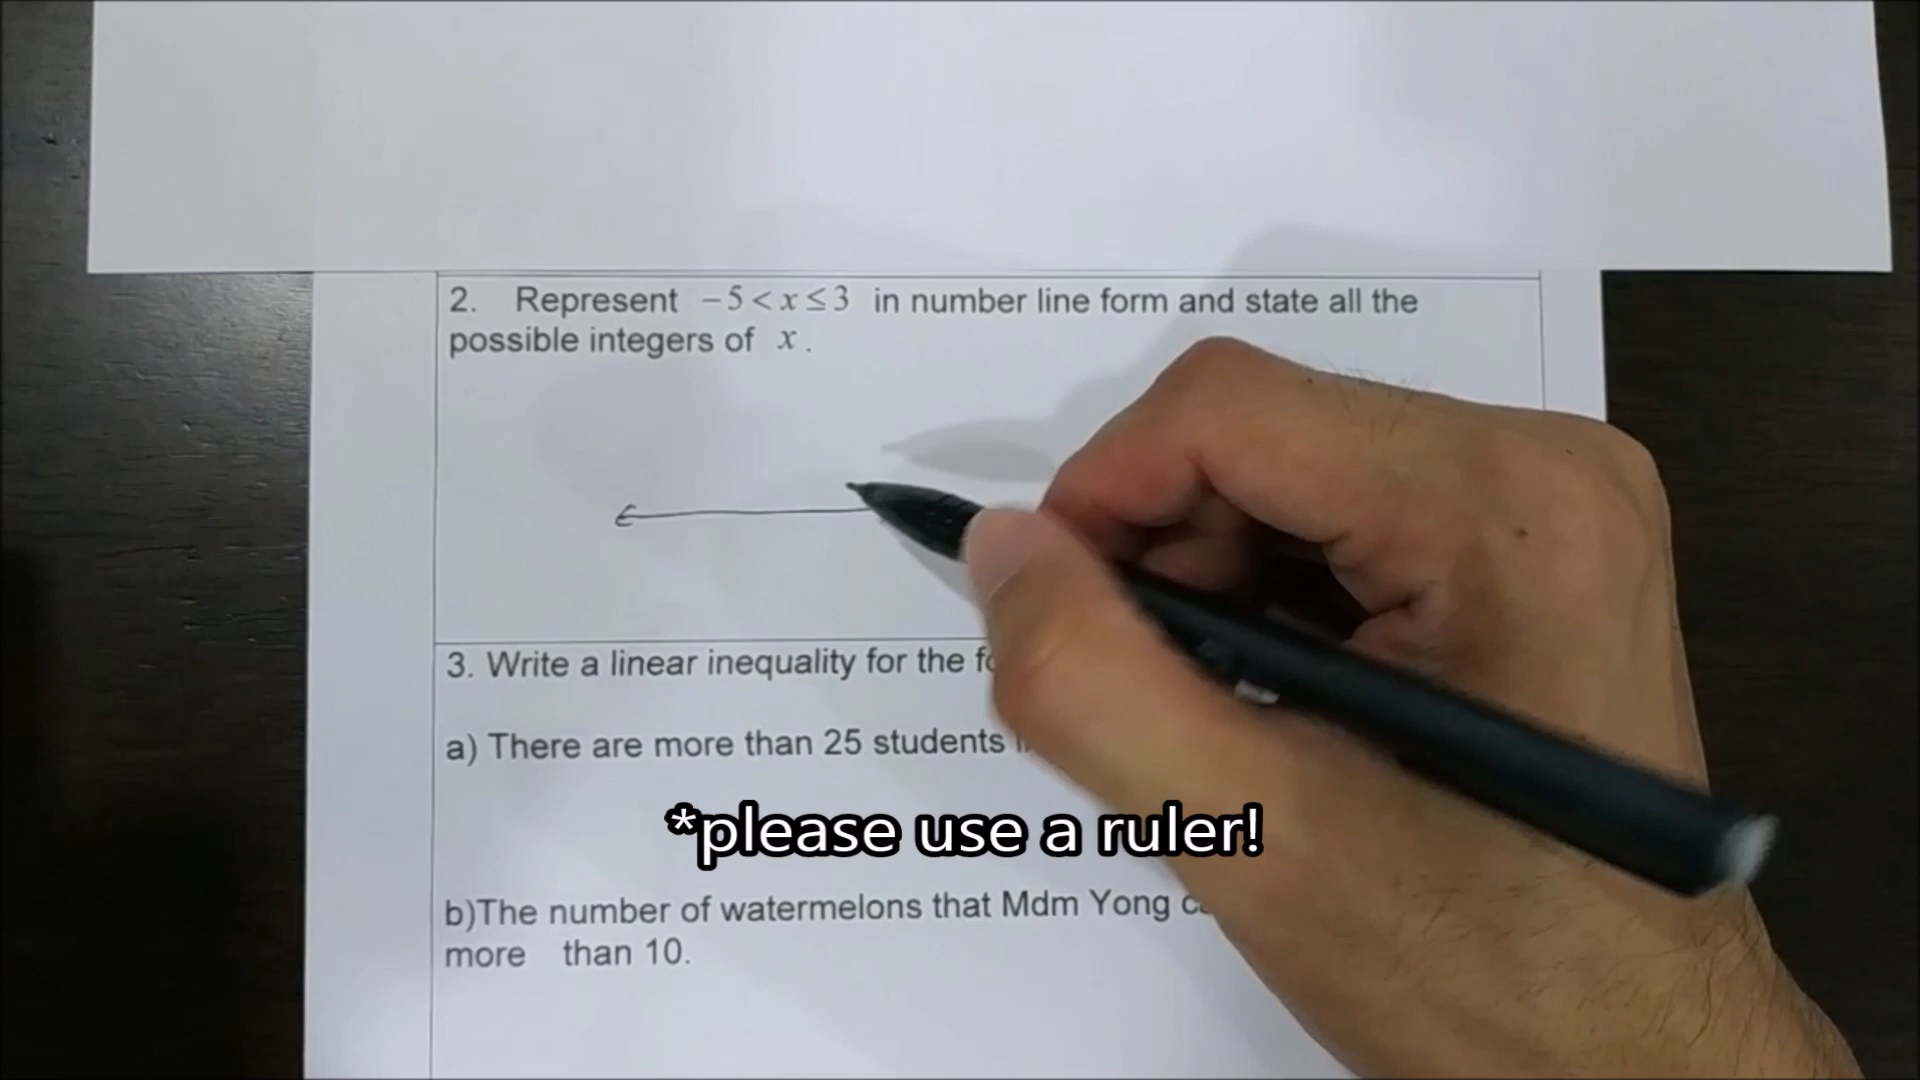 2. Represent −5<x≤3 in number line form and state all the
possible integers of x.
3. Write a linear inequality for the
a) There are more than 25 students
*please use a ruler!
b)The number of watermelons that Mdm Yong
more than 10.